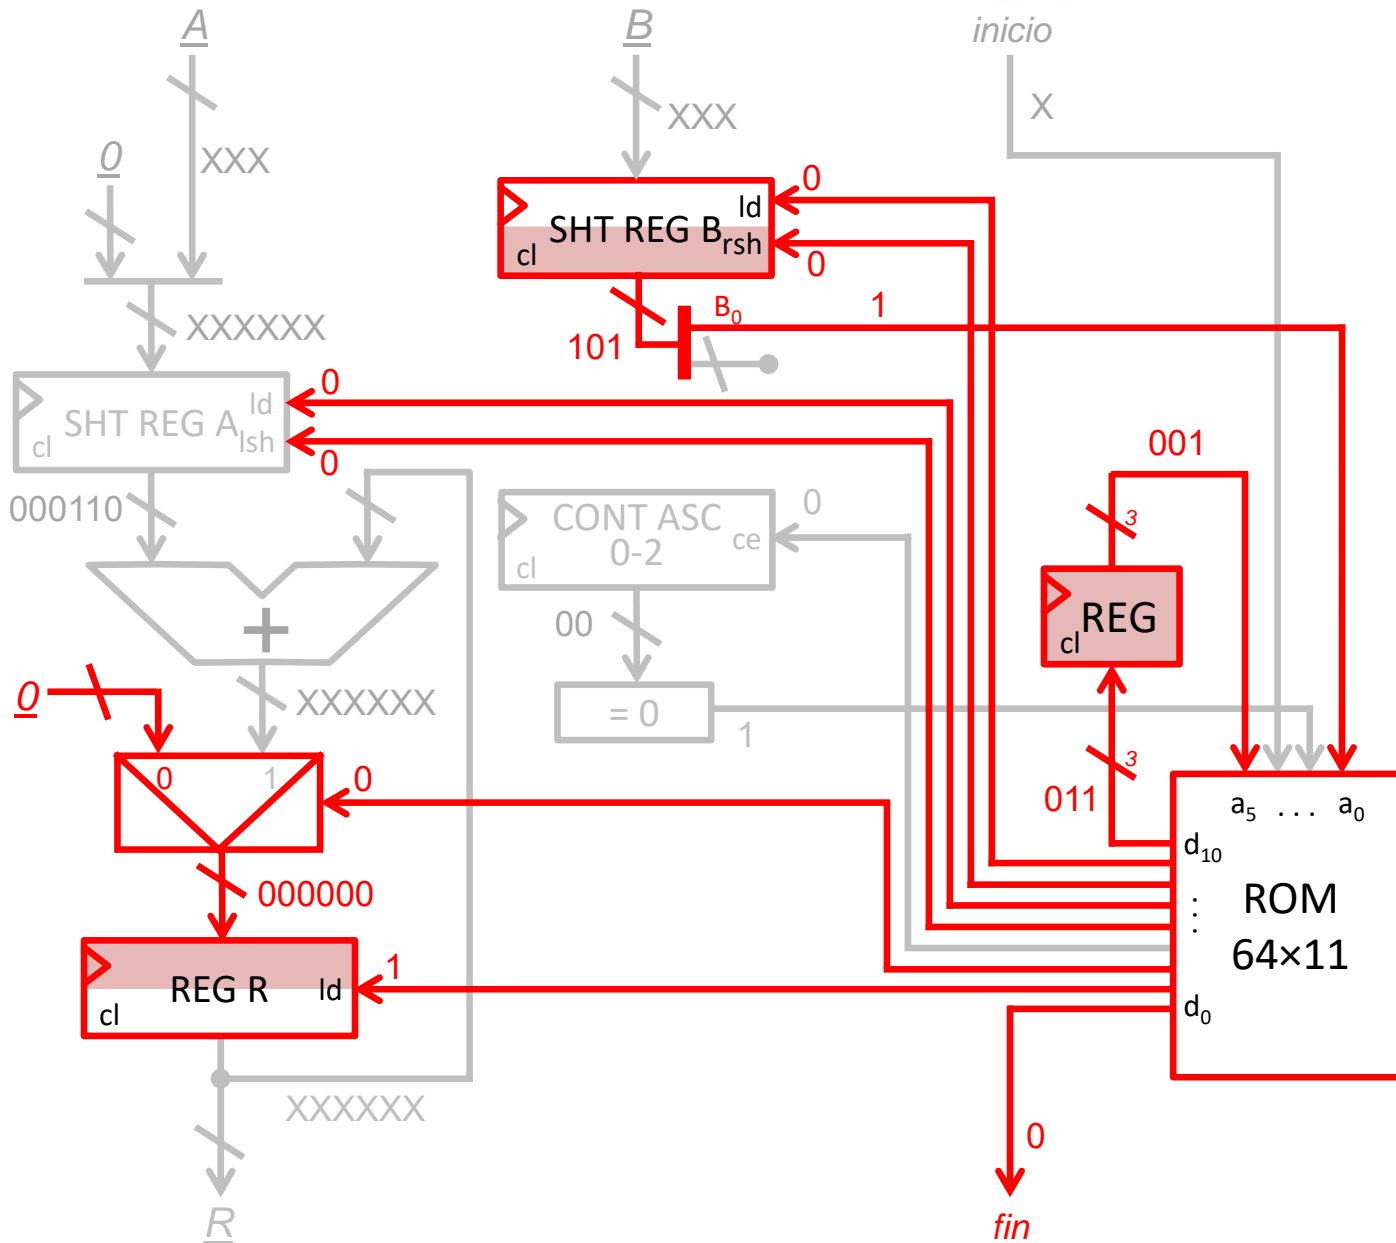 A
B
inicio
X
XXX
0
XXX
0
ld
SHT REG B
rsh
cl
0
XXXXXX
B0
1
101
0
ld
SHT REG A
lsh
cl
0
001
000110
CONT ASC
0-2
ce
cl
0
3
+
00
REG
cl
0
XXXXXX
= 0
1
3
0
1
0
011
a5 . . . a0
d10
000000
ROM
64×11
. . .
1
REG R
ld
cl
d0
XXXXXX
0
R
fin